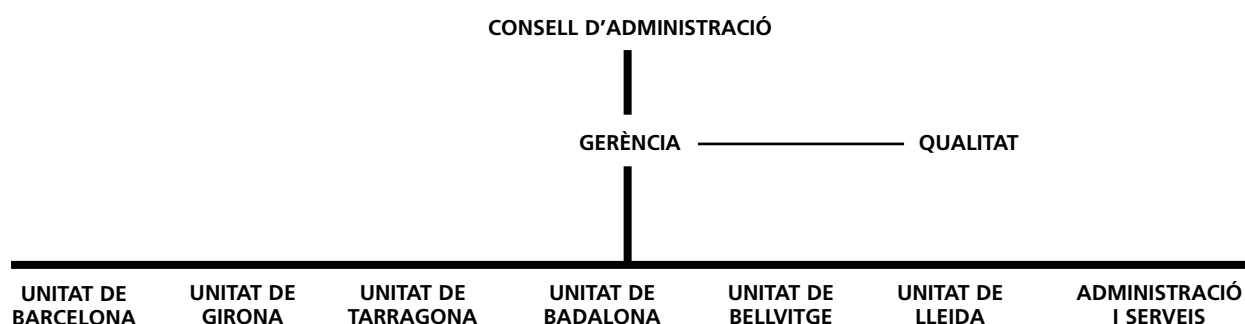 CONSELL D'ADMINISTRACIÓ
GERÈNCIA
QUALITAT
UNITAT DE
BARCELONA
UNITAT DE
GIRONA
UNITAT DE
TARRAGONA
UNITAT DE
BADALONA
UNITAT DE
BELLVITGE
UNITAT DE
LLEIDA
ADMINISTRACIÓ
I SERVEIS